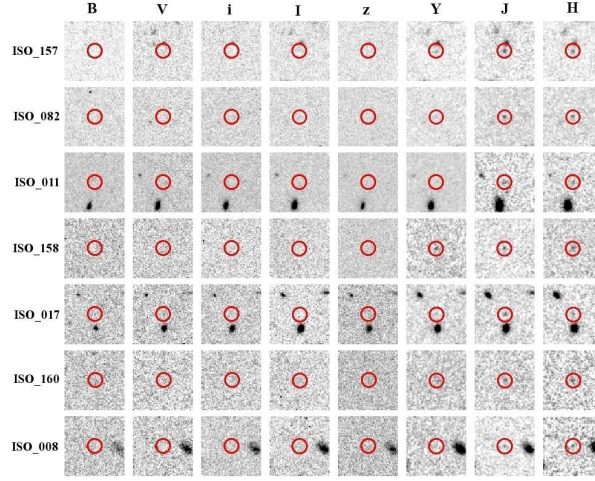 B V i I z Y J H
ISO_157
ISO_082
ISO_011
ISO_158
ISO_017
ISO_160
ISO_008